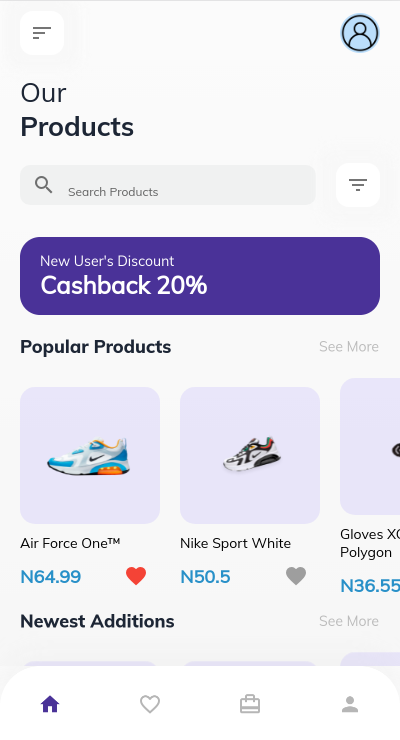 Our
Products
Search Products
New User's Discount
Cashback 20%
Popular Products
See More
Air Force One™
Nike Sport White
Gloves XC
Polygon
N64.99
N50.5
N36.55
Newest Additions
See More